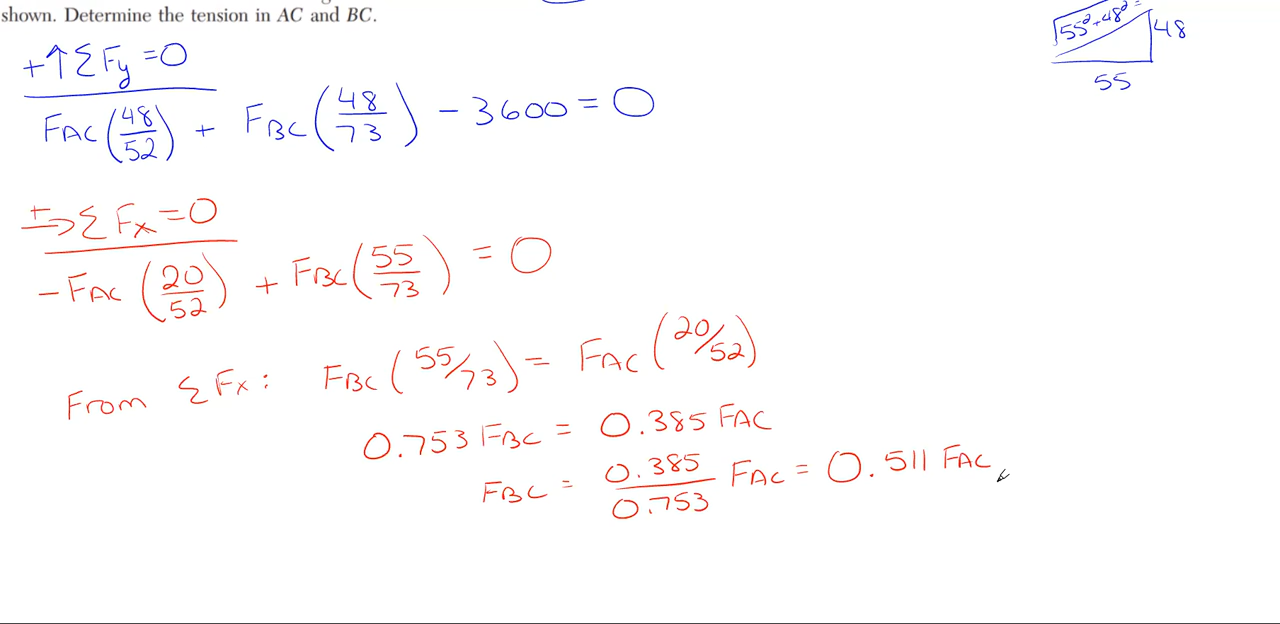 shown. Determine the tension in AC and BC.
√55²+48² =
48
55
+↑ΣFy=0
FAC(48/52) + FBC(48/73) - 3600 = 0
+→ΣFx=0
-FAC(20/52) + FBC(55/73) = 0
From ΣFx: FBC(55/73) = FAC(20/52)
0.753 FBC = 0.385 FAC
FBC = 0.385/0.753 FAC = 0.511 FAC